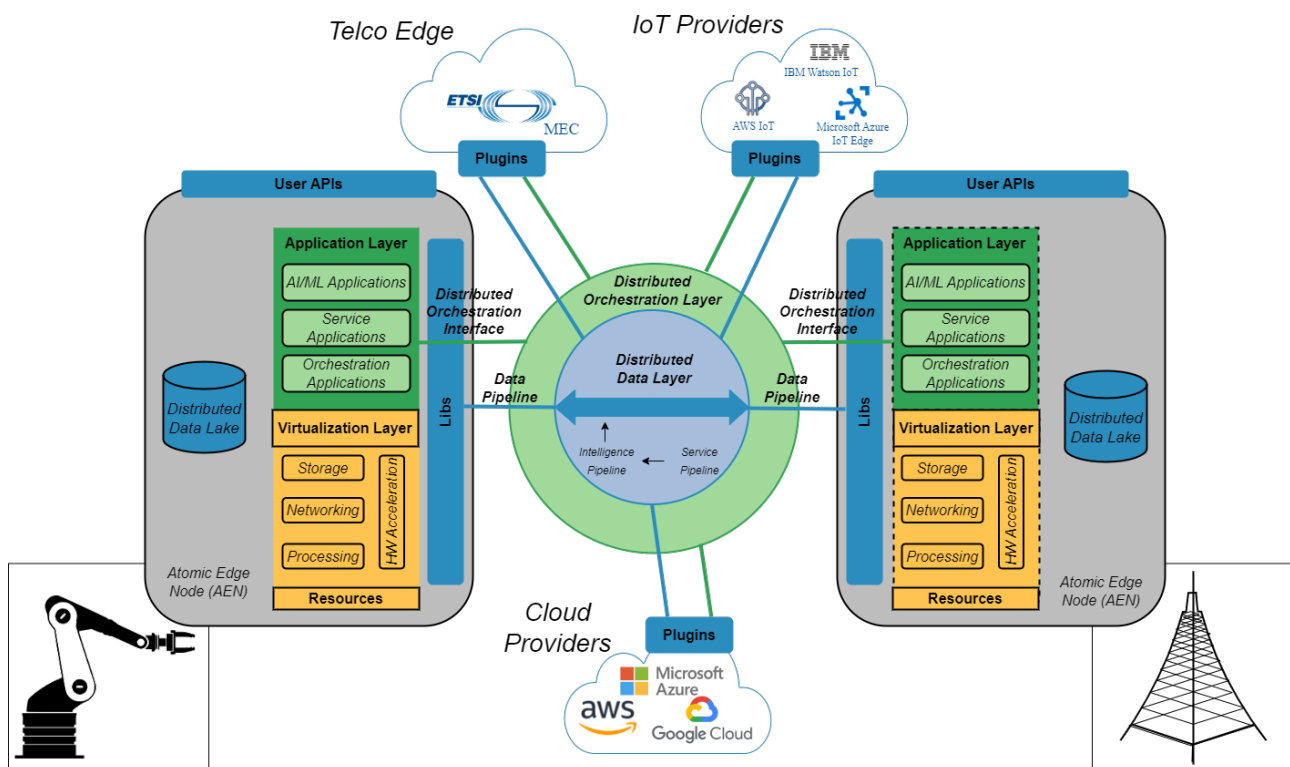 Telco Edge
IoT Providers
ETSI
MEC
IBM
IBM Watson IoT
AWS IoT
Microsoft Azure
IoT Edge
Plugins
Plugins
User APIs
Application Layer
AI/ML Applications
Service
Applications
Orchestration
Applications
Distributed
Data Lake
Virtualization Layer
Storage
Networking
Processing
HW Acceleration
Resources
Libs
Atomic Edge
Node (AEN)
Distributed
Orchestration
Interface
Data
Pipeline
Distributed
Orchestration Layer
Distributed
Data Layer
Intelligence
Pipeline
Service
Pipeline
Distributed
Orchestration
Interface
Data
Pipeline
User APIs
Libs
Application Layer
AI/ML Applications
Service
Applications
Orchestration
Applications
Distributed
Data Lake
Virtualization Layer
Storage
Networking
Processing
HW Acceleration
Resources
Atomic Edge
Node (AEN)
Cloud
Providers
Plugins
Microsoft
Azure
aws
Google Cloud